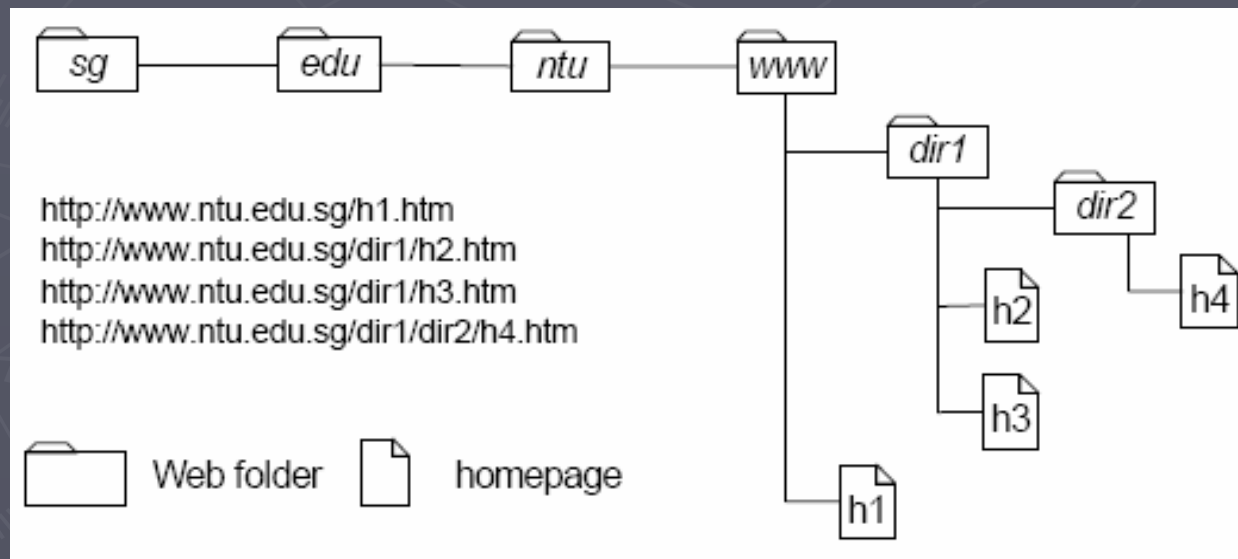 sg
edu
ntu
www
dir1
dir2
http://www.ntu.edu.sg/h1.htm
http://www.ntu.edu.sg/dir1/h2.htm
http://www.ntu.edu.sg/dir1/h3.htm
http://www.ntu.edu.sg/dir1/dir2/h4.htm
h2
h4
h3
Web folder
homepage
h1